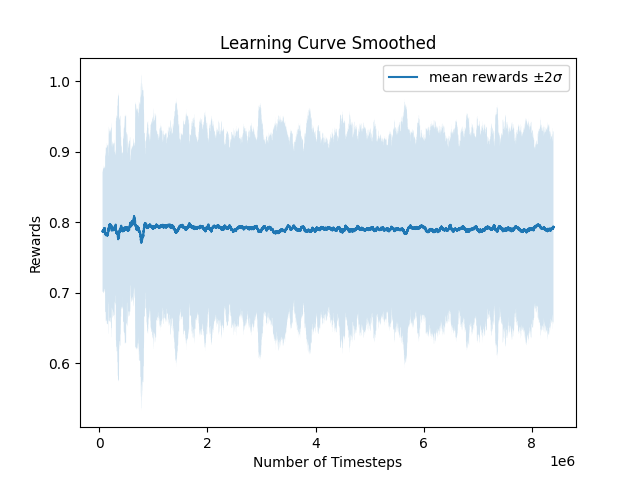 Learning Curve Smoothed
mean rewards ±2σ
Rewards
1.0
0.9
0.8
0.7
0.6
0 2 4 6 8
1e6
Number of Timesteps